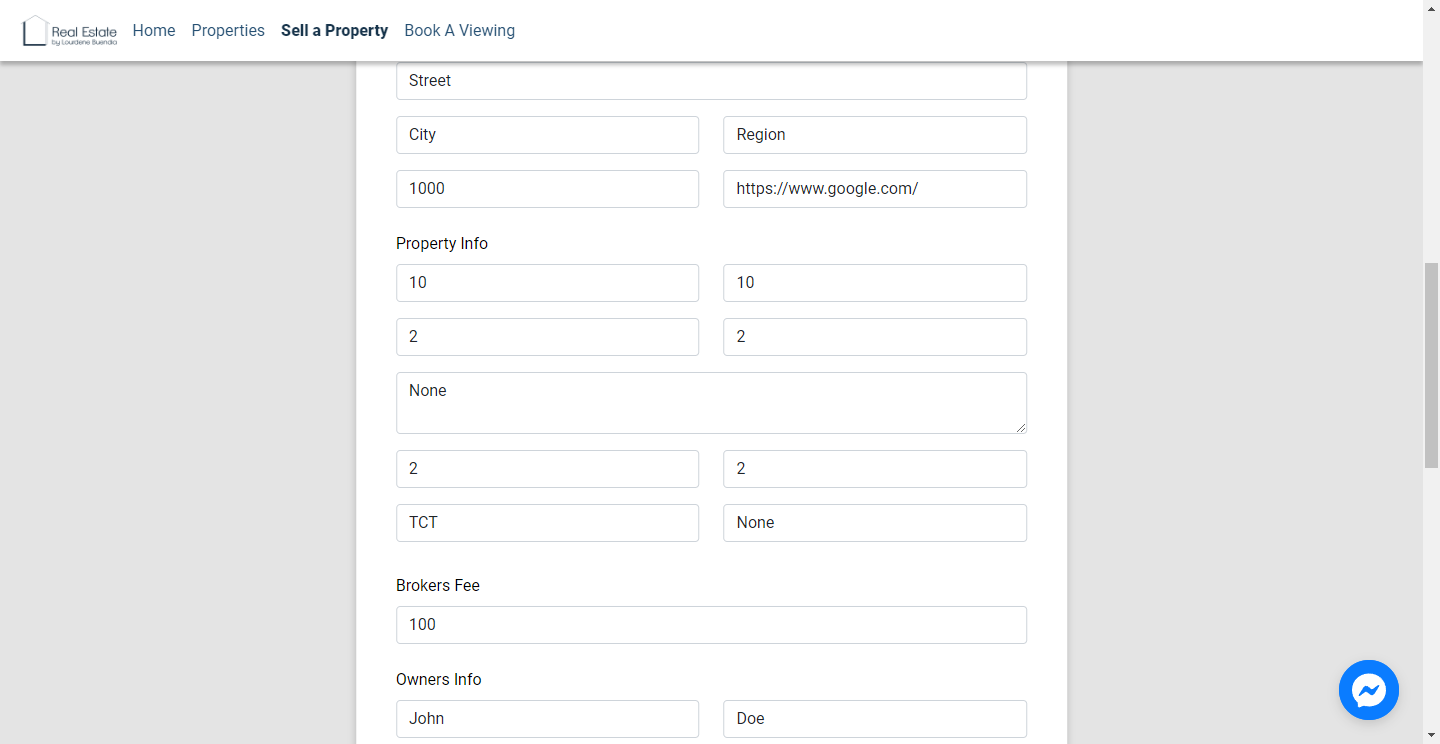 Real Estate
by Lourdene Buendia
Home Properties Sell a Property Book A Viewing
Street
City Region
1000 https://www.google.com/
Property Info
10 10
2 2
None
2 2
TCT None
Brokers Fee
100
Owners Info
John Doe